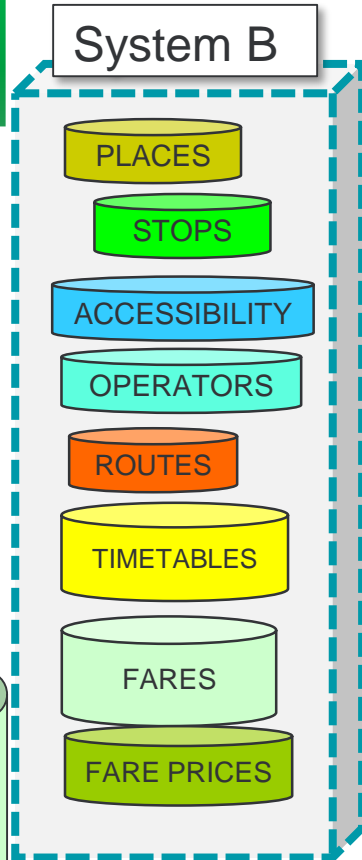 System B
PLACES
STOPS
ACCESSIBILITY
OPERATORS
ROUTES
TIMETABLES
FARES
FARE PRICES